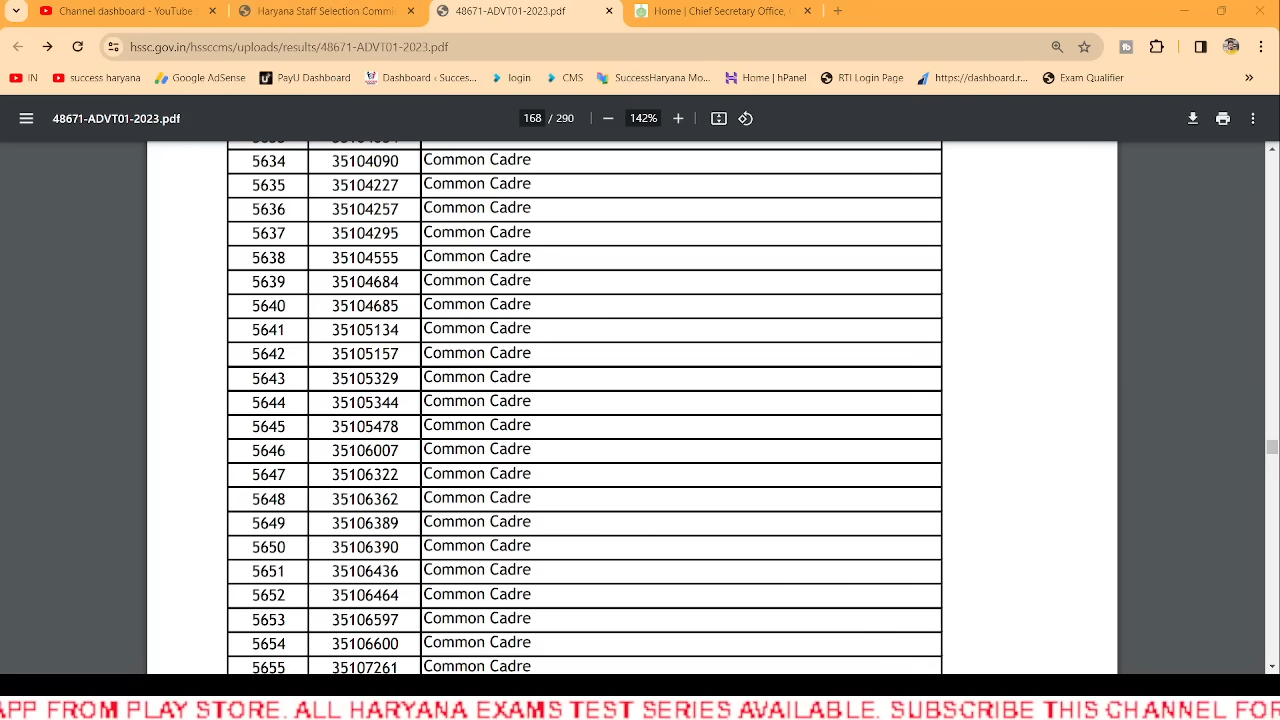 Channel dashboard - YouTube
Haryana Staff Selection Commi
48671-ADVT01-2023.pdf
Home | Chief Secretary Office,
hssc.gov.in/hssccms/uploads/results/48671-ADVT01-2023.pdf
IN
success haryana
Google AdSense
PayU Dashboard
Dashboard ‹ Succes...
login
CMS
SuccessHaryana Mo...
Home | hPanel
RTI Login Page
https://dashboard.r...
Exam Qualifier
48671-ADVT01-2023.pdf
168 / 290
142%
5634 35104090 Common Cadre
5635 35104227 Common Cadre
5636 35104257 Common Cadre
5637 35104295 Common Cadre
5638 35104555 Common Cadre
5639 35104684 Common Cadre
5640 35104685 Common Cadre
5641 35105134 Common Cadre
5642 35105157 Common Cadre
5643 35105329 Common Cadre
5644 35105344 Common Cadre
5645 35105478 Common Cadre
5646 35106007 Common Cadre
5647 35106322 Common Cadre
5648 35106362 Common Cadre
5649 35106389 Common Cadre
5650 35106390 Common Cadre
5651 35106436 Common Cadre
5652 35106464 Common Cadre
5653 35106597 Common Cadre
5654 35106600 Common Cadre
5655 35107261 Common Cadre
APP FROM PLAY STORE. ALL HARYANA EXAMS TEST SERIES AVAILABLE. SUBSCRIBE THIS CHANNEL FOR